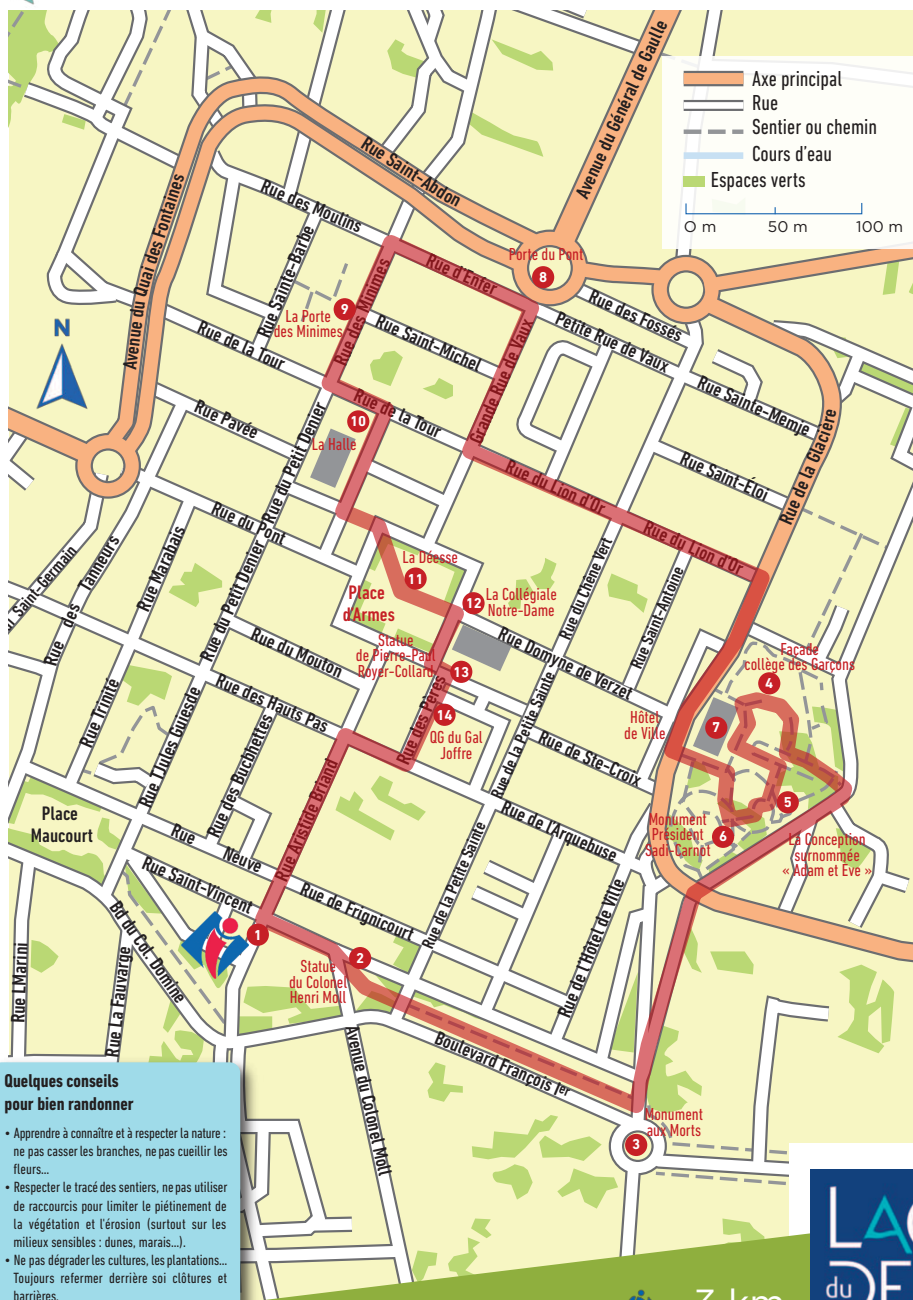 Axe principal
Rue
Sentier ou chemin
Cours d'eau
Espaces verts
0 m 50 m 100 m
Avenue du Général de Gaulle
Rue Saint-Abdon
Avenue du Quai des Fontaines
Rue des Moulins
Rue Sainte-Barbe
Rue d'Enfer
Porte du Pont
8
Rue des Fossés
Petite Rue de Vaux
Rue Sainte-Memje
9
La Porte
des Minimes
Rue des Minimes
Rue Saint-Michel
Grande Rue de Vaux
N
Rue de la Tour
Rue de la Tour
Rue Pavée
10
La Halle
Rue du Petit Denier
Rue Saint-Éloi
Rue de la Glacière
Rue du Lion d'Or
Rue du Lion d'Or
Rue du Pont
Saint-Germain
Rue des Tanneurs
Rue Marabais
Rue du Petit Denier
La Déesse
11
Place
d'Armes
12
La Collégiale
Notre-Dame
Rue du Chêne Vert
Rue Saint-Antoine
Rue Domyne de Verzet
Statue
de Pierre-Paul
Royer-Collard
13
Rue du Mouton
Rue des Hauts Pas
Rue des Pères
14
QG du Gal
Joffre
Rue de la Petite Sainte
Rue de Ste-Croix
Hôtel
de Ville
7
Façade
collège des Garçons
4
5
6
Monument
Président
Sadi-Carnot
La Conception
surnommée
« Adam et Eve »
Rue Trinité
Rue TJules Guesde
Rue des Buchhettes
Rue Aristide Briand
Rue de l'Arquebuse
Place
Maucourt
Rue Neuve
Rue Saint-Vincent
Rue de Frignicourt
Rue de la Petite Sainte
Rue de l'Hôtel de Ville
1
2
Statue
du Colonel
Henri Moll
Bd du Col. Domine
Rue LMarini
Rue La Fauvarge
Avenue du Colonel Moll
Boulevard François Ier
Monument
aux Morts
3
Quelques conseils
pour bien randonner
• Apprendre à connaître et à respecter la nature :
ne pas casser les branches, ne pas cueillir les
fleurs...
• Respecter le tracé des sentiers, ne pas utiliser
de raccourcis pour limiter le piétinement de
la végétation et l'érosion (surtout sur les
milieux sensibles : dunes, marais...).
• Ne pas dégrader les cultures, les plantations...
Toujours refermer derrière soi clôtures et
barrières.
3 km
du